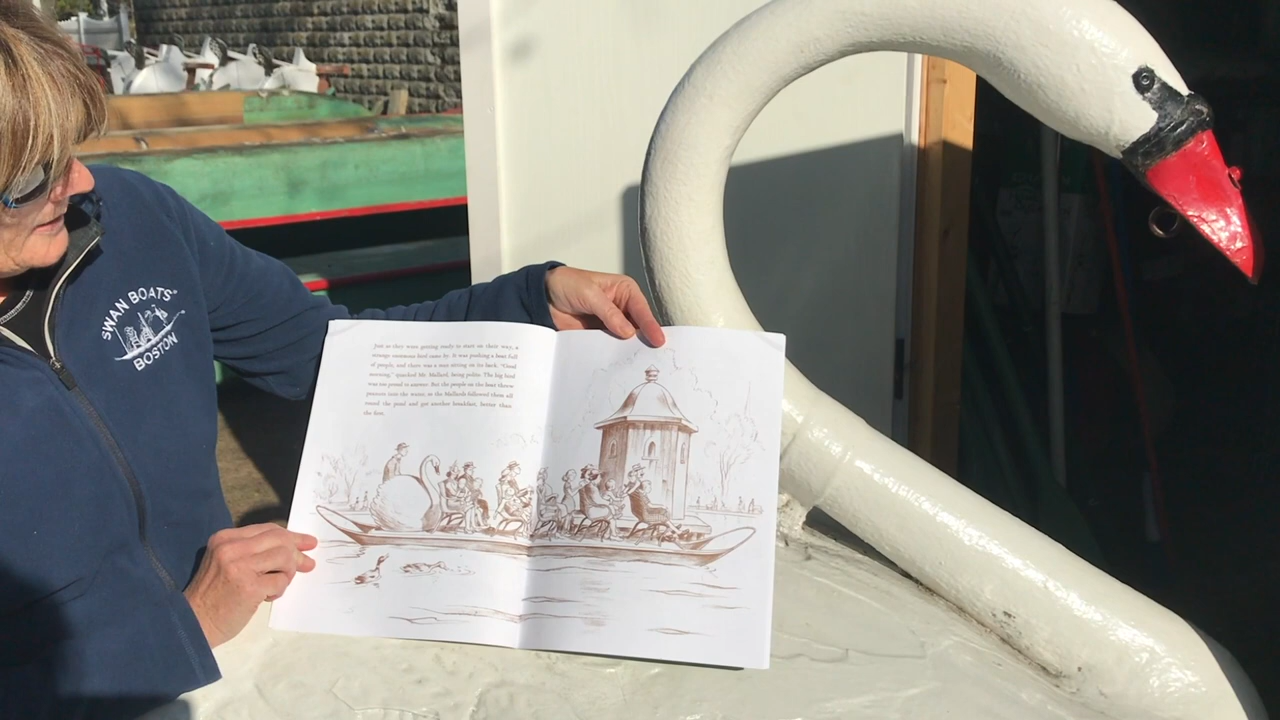 SWAN BOATS®
BOSTON
Just as they were getting ready to start on their way, a
strange enormous bird came by. It was pushing a boat full
of people, and there was a man sitting on its back. "Good
morning," quacked Mr. Mallard, being polite. The big bird
was too proud to answer. But the people on the boat threw
peanuts into the water, so the Mallards followed them all
round the pond and got another breakfast, better than
the first.